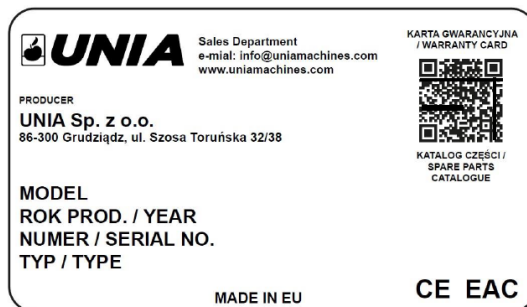 UNIA
Sales Department
e-mial: info@uniamachines.com
www.uniamachines.com
KARTA GWARANCYJNA
/ WARRANTY CARD
PRODUCER
UNIA Sp. z o.o.
86-300 Grudziądz, ul. Szosa Toruńska 32/38
KATALOG CZĘŚCI /
SPARE PARTS
CATALOGUE
MODEL
ROK PROD. / YEAR
NUMER / SERIAL NO.
TYP / TYPE
MADE IN EU
CE EAC